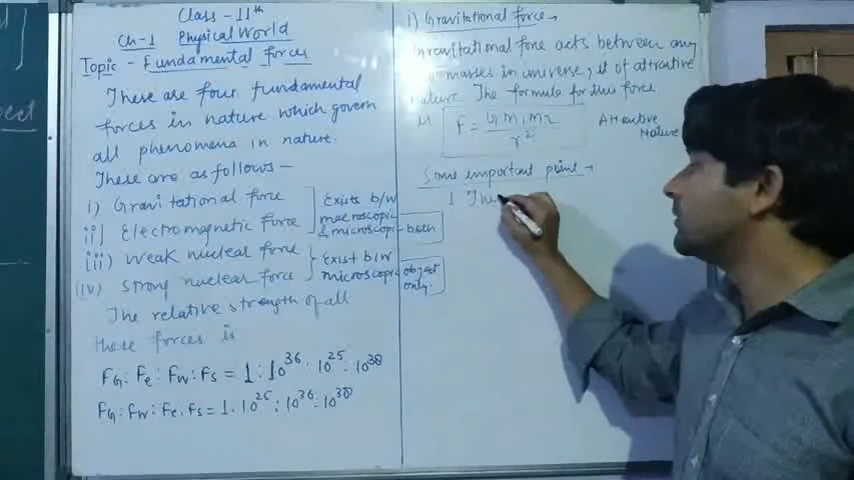 Class - 11th
Ch-1 Physical World
Topic - Fundamental forces
There are four fundamental
forces in nature which govern
all phenomena in nature.
These are as follows -
i) Gravitational force
ii) Electromagnetic force
Exists b/w
macroscopic
& microscopic both
iii) Weak nuclear force
(iv) Strong nuclear force
Exist b/w
microscopic object
only.
The relative strength of all
these forces is
FG : Fe : FW : FS = 1 : 10^36 : 10^25 : 10^38
FG : FW : Fe : FS = 1 : 10^25 : 10^36 : 10^38
i) Gravitational force →
Gravitational force acts between any
masses in universe, it of attractive
nature. The formula for this force
F = G m1 m2 / r^2
Attractive
Nature
Some important point →
1 The